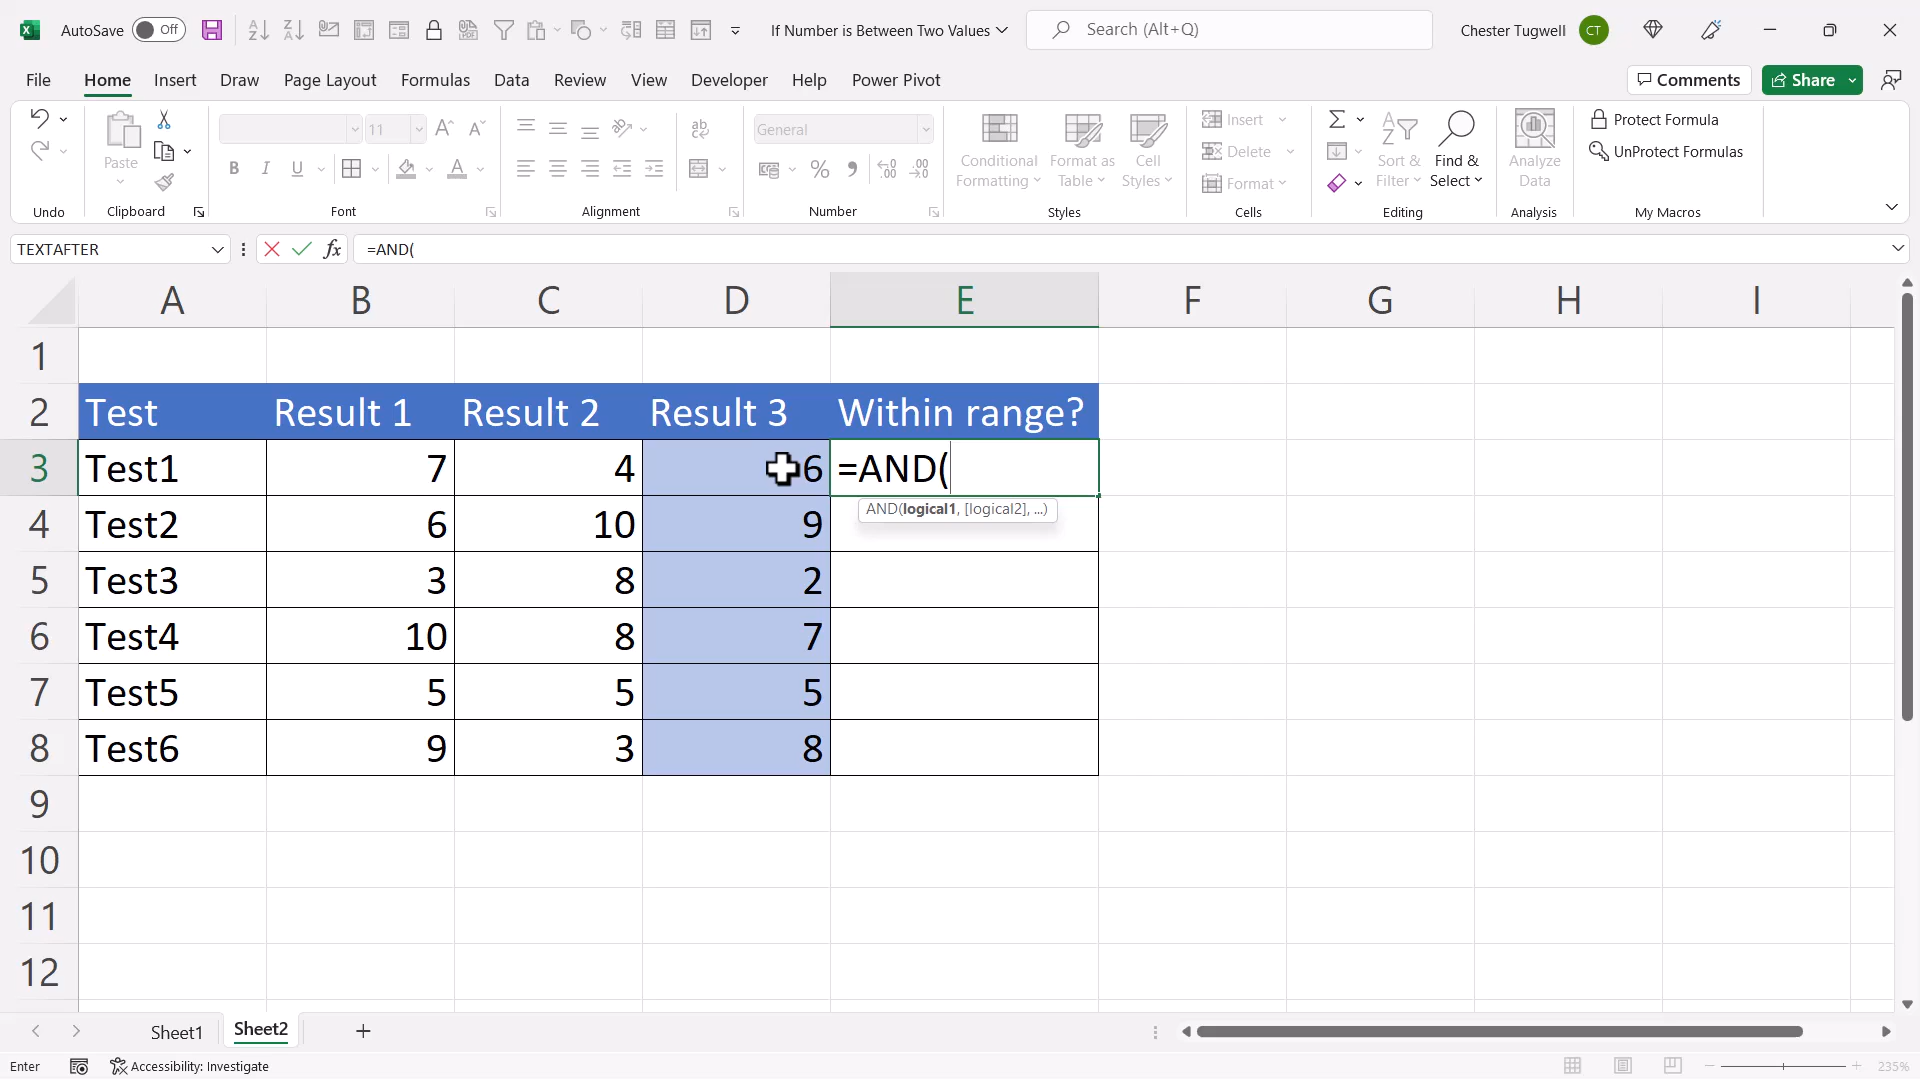 AutoSave Off If Number is Between Two Values Search (Alt+Q) Chester Tugwell CT
File Home Insert Draw Page Layout Formulas Data Review View Developer Help Power Pivot Comments Share
Paste
11
B I U A
ab
General
% 9 .00 .00
Conditional Formatting
Format as Table
Cell Styles
Insert
Delete
Format
Sort & Filter
Find & Select
Analyze Data
Protect Formula
UnProtect Formulas
Undo Clipboard Font Alignment Number Styles Cells Editing Analysis My Macros
TEXTAFTER fx =AND(
A B C D E F G H I
1
2 Test Result 1 Result 2 Result 3 Within range?
3 Test1 7 4 6 =AND(
AND(logical1, [logical2], ...)
4 Test2 6 10 9
5 Test3 3 8 2
6 Test4 10 8 7
7 Test5 5 5 5
8 Test6 9 3 8
9
10
11
12
Sheet1 Sheet2
Enter Accessibility: Investigate 235%